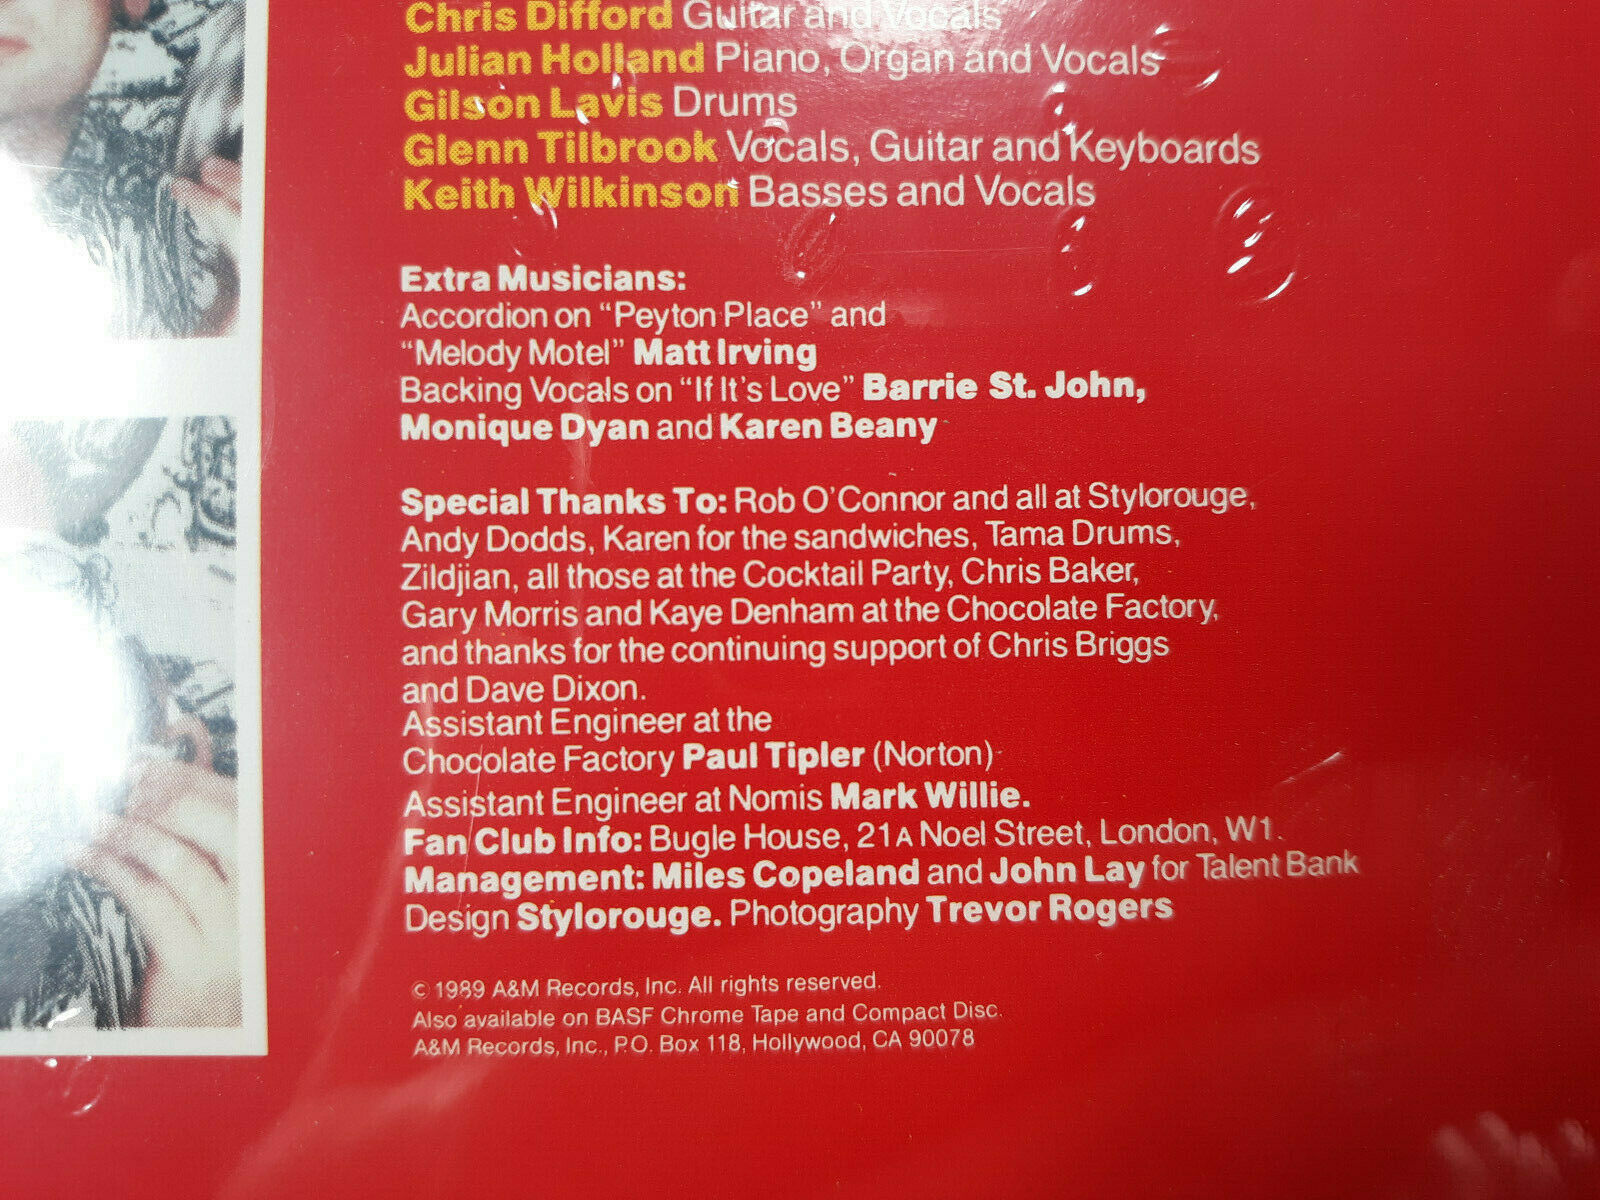 Chris Difford Guitar and Vocals
Julian Holland Piano, Organ and Vocals
Gilson Lavis Drums
Glenn Tilbrook Vocals, Guitar and Keyboards
Keith Wilkinson Basses and Vocals
Extra Musicians:
Accordion on “Peyton Place” and
“Melody Motel” Matt Irving
Backing Vocals on “If It’s Love” Barrie St. John,
Monique Dyan and Karen Beany
Special Thanks To: Rob O’Connor and all at Stylorouge,
Andy Dodds, Karen for the sandwiches, Tama Drums,
Zildjian, all those at the Cocktail Party, Chris Baker,
Gary Morris and Kaye Denham at the Chocolate Factory,
and thanks for the continuing support of Chris Briggs
and Dave Dixon.
Assistant Engineer at the
Chocolate Factory Paul Tipler (Norton)
Assistant Engineer at Nomis Mark Willie.
Fan Club Info: Bugle House, 21A Noel Street, London, W1.
Management: Miles Copeland and John Lay for Talent Bank
Design Stylorouge. Photography Trevor Rogers
© 1989 A&M Records, Inc. All rights reserved.
Also available on BASF Chrome Tape and Compact Disc.
A&M Records, Inc., P.O. Box 118, Hollywood, CA 90078